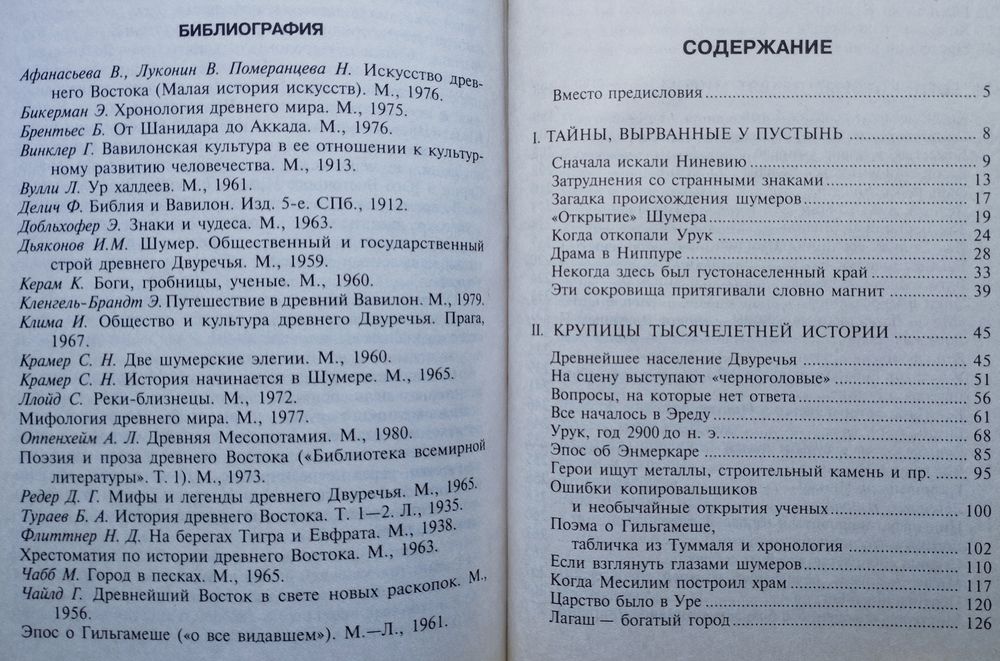 БИБЛИОГРАФИЯ
Афанасьева В., Луконин В. Померанцева Н. Искусство древ-
него Востока (Малая история искусств). М., 1976.
Бикерман Э. Хронология древнего мира. М., 1975.
Брентьес Б. От Шанидара до Аккада. М., 1976.
Винклер Г. Вавилонская культура в ее отношении к культур-
ному развитию человечества. М., 1913.
Вулли Л. Ур халдеев. М., 1961.
Делич Ф. Библия и Вавилон. Изд. 5-е. СПб., 1912.
Добльхофер Э. Знаки и чудеса. М., 1963.
Дьяконов И.М. Шумер. Общественный и государственный
строй древнего Двуречья. М., 1959.
Керам К. Боги, гробницы, ученые. М., 1960.
Кленгель-Брандт Э. Путешествие в древний Вавилон. М., 1979.
Клима И. Общество и культура древнего Двуречья. Прага,
1967.
Крамер С. Н. Две шумерские элегии. М., 1960.
Крамер С. Н. История начинается в Шумере. М., 1965.
Ллойд С. Реки-близнецы. М., 1972.
Мифология древнего мира. М., 1977.
Оппенхейм А. Л. Древняя Месопотамия. М., 1980.
Поэзия и проза древнего Востока («Библиотека всемирной
литературы». Т. 1). М., 1973.
Редер Д. Г. Мифы и легенды древнего Двуречья. М., 1965.
Тураев Б. А. История древнего Востока. Т. 1—2. Л., 1935.
Флиттнер Н. Д. На берегах Тигра и Евфрата. М., 1938.
Хрестоматия по истории древнего Востока. М., 1963.
Чабб М. Город в песках. М., 1965.
Чайлд Г. Древнейший Восток в свете новых раскопок. М.,
1956.
Эпос о Гильгамеше («о все видавшем»). М.—Л., 1961.
СОДЕРЖАНИЕ
Вместо предисловия 5
I. ТАЙНЫ, ВЫРВАННЫЕ У ПУСТЫНЬ 8
Сначала искали Ниневию 9
Затруднения со странными знаками 13
Загадка происхождения шумеров 17
«Открытие» Шумера 19
Когда откопали Урук 24
Драма в Ниппуре 28
Некогда здесь был густонаселенный край 33
Эти сокровища притягивали словно магнит 39
II. КРУПИЦЫ ТЫСЯЧЕЛЕТНЕЙ ИСТОРИИ 45
Древнейшее население Двуречья 45
На сцену выступают «черноголовые» 51
Вопросы, на которые нет ответа 56
Все началось в Эреду 61
Урук, год 2900 до н. э. 68
Эпос об Энмеркаре 85
Герои ищут металлы, строительный камень и пр. 95
Ошибки копировальщиков
и необычайные открытия ученых 100
Поэма о Гильгамеше,
табличка из Туммаля и хронология 102
Если взглянуть глазами шумеров 110
Когда Месилим построил храм 117
Царство было в Уре 120
Лагаш — богатый город 126